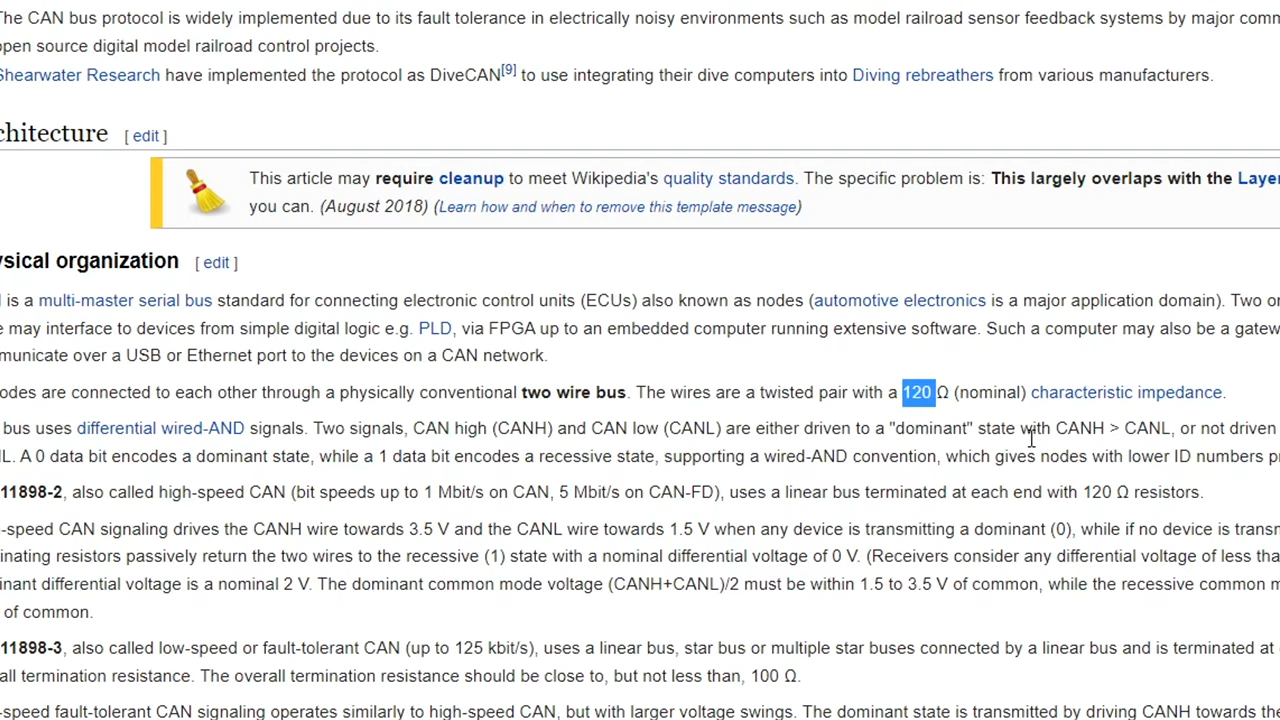 The CAN bus protocol is widely implemented due to its fault tolerance in electrically noisy environments such as model railroad sensor feedback systems by major
open source digital model railroad control projects.
Shearwater Research have implemented the protocol as DiveCAN[9] to use integrating their dive computers into Diving rebreathers from various manufacturers.
chitecture [ edit ]
This article may require cleanup to meet Wikipedia's quality standards. The specific problem is: This largely overlaps with the Layer
you can. (August 2018) (Learn how and when to remove this template message)
ysical organization [ edit ]
is a multi-master serial bus standard for connecting electronic control units (ECUs) also known as nodes (automotive electronics is a major application domain). Two or
e may interface to devices from simple digital logic e.g. PLD, via FPGA up to an embedded computer running extensive software. Such a computer may also be a gatew
municate over a USB or Ethernet port to the devices on a CAN network.
odes are connected to each other through a physically conventional two wire bus. The wires are a twisted pair with a 120 Ω (nominal) characteristic impedance.
bus uses differential wired-AND signals. Two signals, CAN high (CANH) and CAN low (CANL) are either driven to a "dominant" state with CANH > CANL, or not driven
L. A 0 data bit encodes a dominant state, while a 1 data bit encodes a recessive state, supporting a wired-AND convention, which gives nodes with lower ID numbers
11898-2, also called high-speed CAN (bit speeds up to 1 Mbit/s on CAN, 5 Mbit/s on CAN-FD), uses a linear bus terminated at each end with 120 Ω resistors.
-speed CAN signaling drives the CANH wire towards 3.5 V and the CANL wire towards 1.5 V when any device is transmitting a dominant (0), while if no device is transm
inating resistors passively return the two wires to the recessive (1) state with a nominal differential voltage of 0 V. (Receivers consider any differential voltage of less tha
inant differential voltage is a nominal 2 V. The dominant common mode voltage (CANH+CANL)/2 must be within 1.5 to 3.5 V of common, while the recessive common m
of common.
11898-3, also called low-speed or fault-tolerant CAN (up to 125 kbit/s), uses a linear bus, star bus or multiple star buses connected by a linear bus and is terminated at
all termination resistance. The overall termination resistance should be close to, but not less than, 100 Ω.
-speed fault-tolerant CAN signaling operates similarly to high-speed CAN, but with larger voltage swings. The dominant state is transmitted by driving CANH towards the